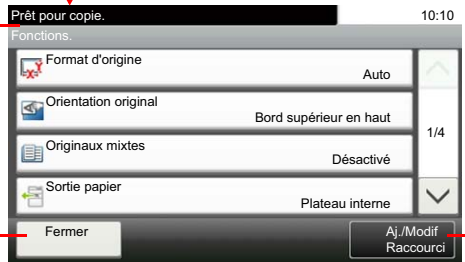 Prêt pour copie.
10:10
Fonctions.
Format d'origine
Auto
Orientation original
Bord supérieur en haut
1/4
Originaux mixtes
Désactivé
Sortie papier
Plateau interne
Fermer
Aj./Modif
Raccourci